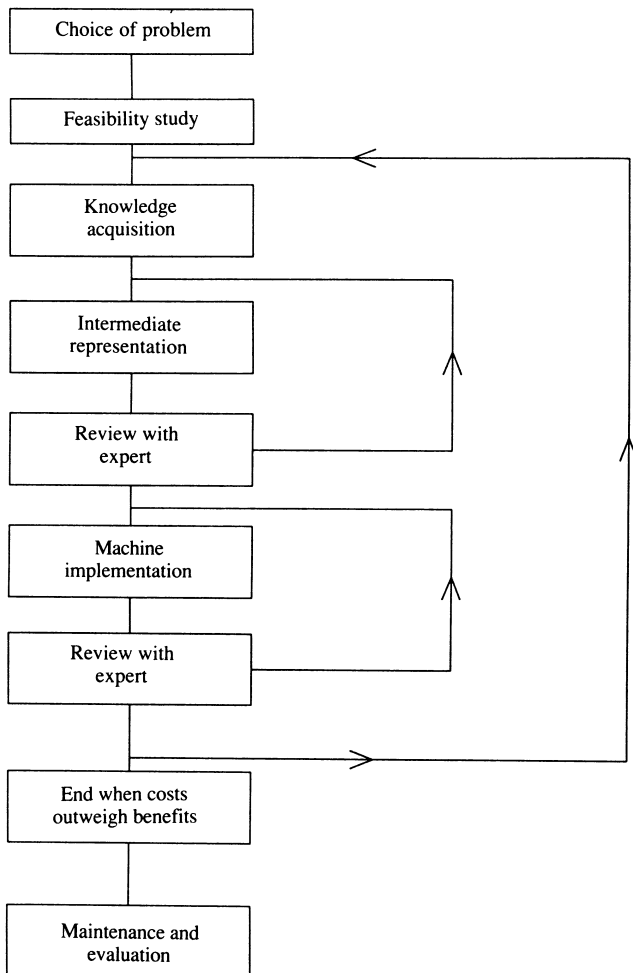 Choice of problem
Feasibility study
Knowledge
acquisition
Intermediate
representation
Review with
expert
Machine
implementation
Review with
expert
End when costs
outweigh benefits
Maintenance and
evaluation